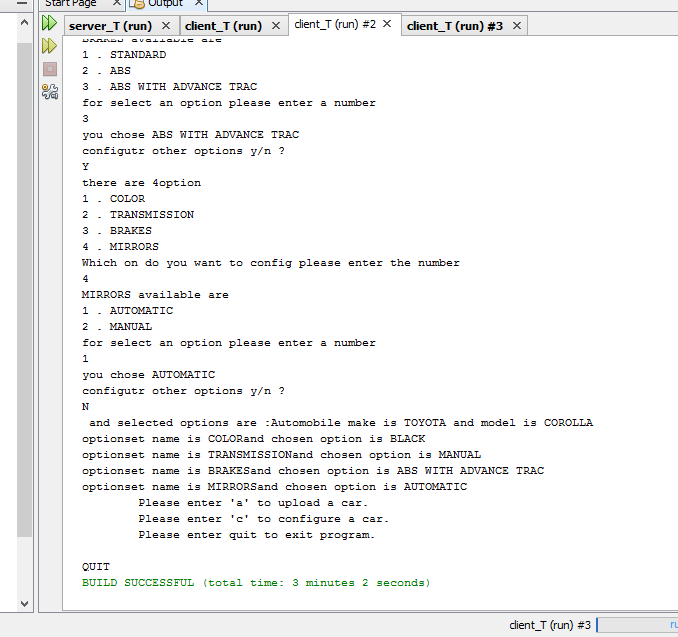 Start Page
Output
server_T (run)
client_T (run)
client_T (run) #2
client_T (run) #3
BRAKES available are
1 . STANDARD
2 . ABS
3 . ABS WITH ADVANCE TRAC
for select an option please enter a number
3
you chose ABS WITH ADVANCE TRAC
configutr other options y/n ?
Y
there are 4option
1 . COLOR
2 . TRANSMISSION
3 . BRAKES
4 . MIRRORS
Which on do you want to config please enter the number
4
MIRRORS available are
1 . AUTOMATIC
2 . MANUAL
for select an option please enter a number
1
you chose AUTOMATIC
configutr other options y/n ?
N
and selected options are :Automobile make is TOYOTA and model is COROLLA
optionset name is COLORand chosen option is BLACK
optionset name is TRANSMISSIONand chosen option is MANUAL
optionset name is BRAKESand chosen option is ABS WITH ADVANCE TRAC
optionset name is MIRRORSand chosen option is AUTOMATIC
Please enter 'a' to upload a car.
Please enter 'c' to configure a car.
Please enter quit to exit program.
QUIT
BUILD SUCCESSFUL (total time: 3 minutes 2 seconds)
client_T (run) #3